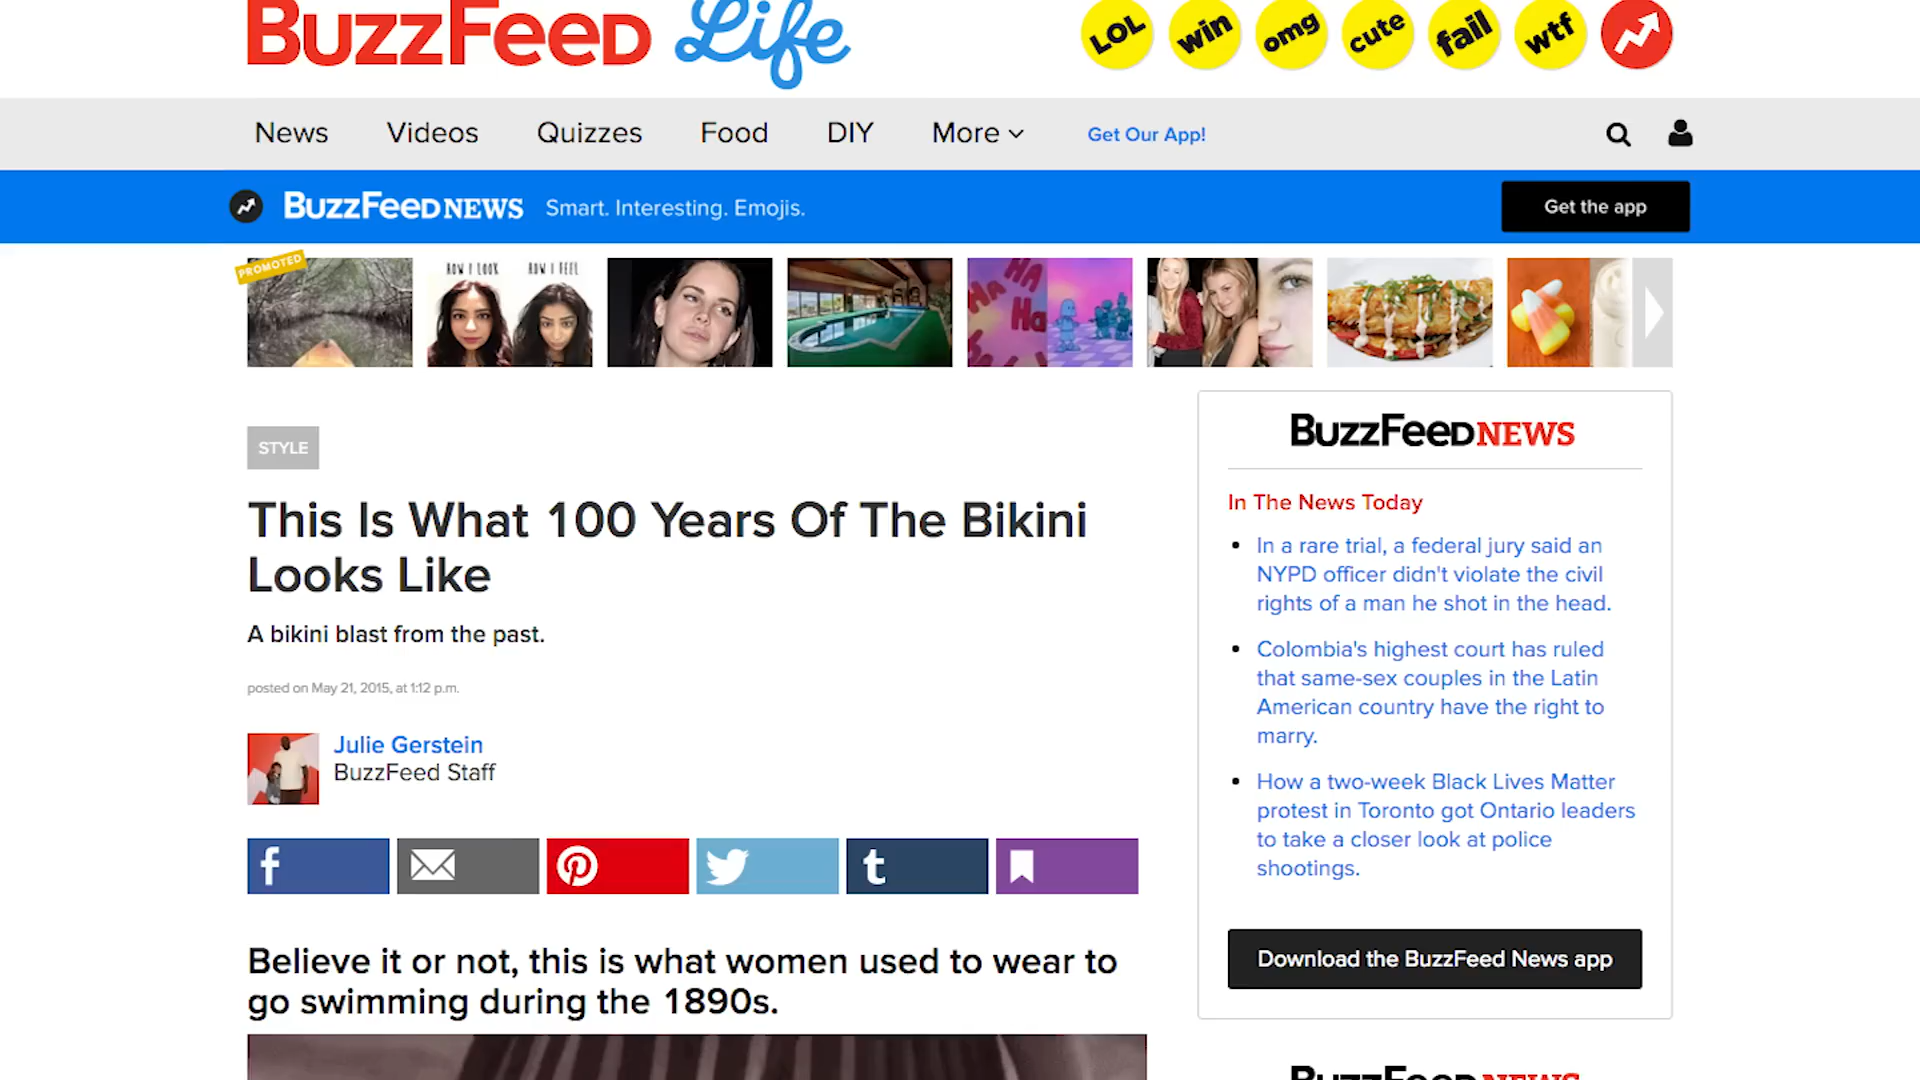 BuzzFeed Life
LOL win omg cute fail wtf
News Videos Quizzes Food DIY More Get Our App!
BuzzFeed NEWS Smart. Interesting. Emojis. Get the app
PROMOTED
HOW I LOOK HOW I FEEL
HA
HA
Ha
STYLE
This Is What 100 Years Of The Bikini
Looks Like
A bikini blast from the past.
posted on May 21, 2015, at 1:12 p.m.
Julie Gerstein
BuzzFeed Staff
Believe it or not, this is what women used to wear to
go swimming during the 1890s.
BuzzFeed NEWS
In The News Today
• In a rare trial, a federal jury said an
NYPD officer didn't violate the civil
rights of a man he shot in the head.
• Colombia's highest court has ruled
that same-sex couples in the Latin
American country have the right to
marry.
• How a two-week Black Lives Matter
protest in Toronto got Ontario leaders
to take a closer look at police
shootings.
Download the BuzzFeed News app
BuzzFeed NEWS